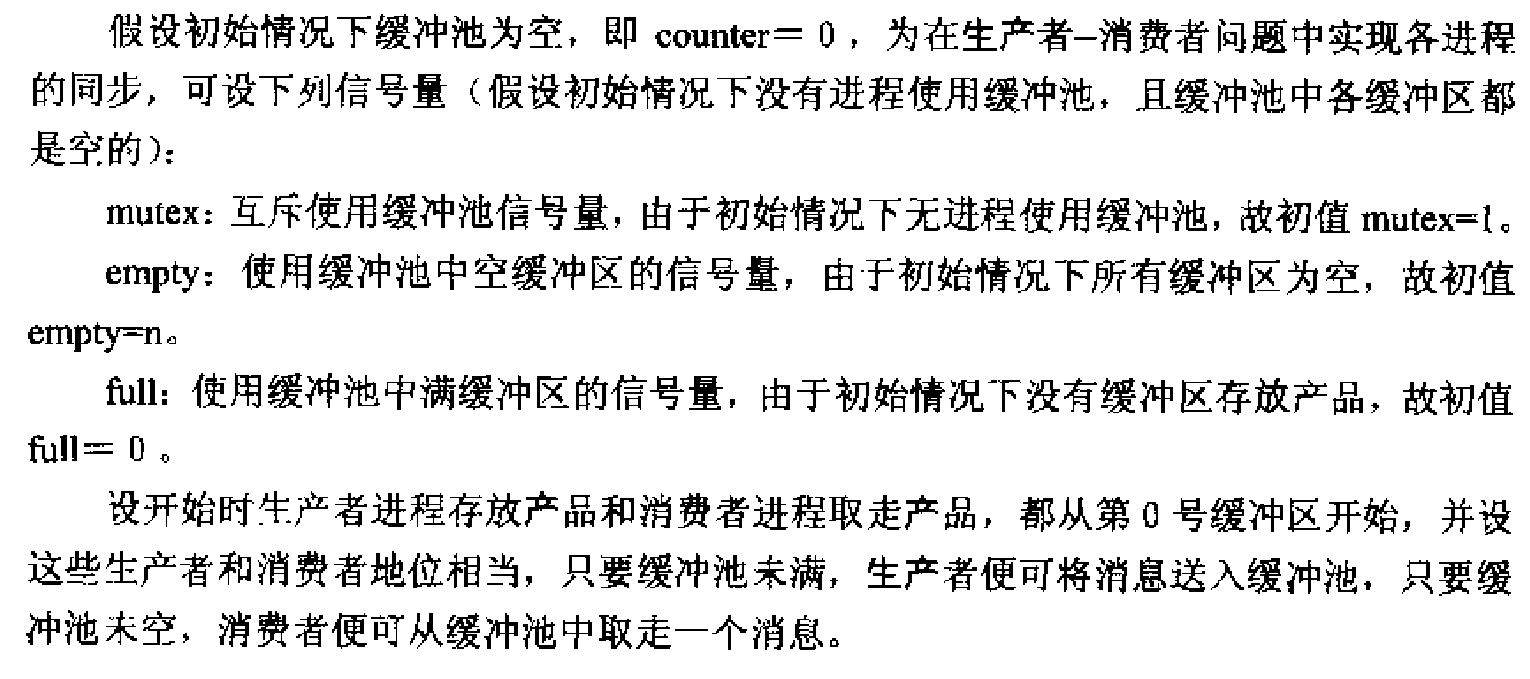 假设初始情况下缓冲池为空，即 counter＝0，为在生产者–消费者问题中实现各进程
的同步，可设下列信号量（假设初始情况下没有进程使用缓冲池，且缓冲池中各缓冲区都
是空的）：
mutex：互斥使用缓冲池信号量，由于初始情况下无进程使用缓冲池，故初值 mutex=1。
empty：使用缓冲池中空缓冲区的信号量，由于初始情况下所有缓冲区为空，故初值
empty=n。
full：使用缓冲池中满缓冲区的信号量，由于初始情况下没有缓冲区存放产品，故初值
full＝0。
设开始时生产者进程存放产品和消费者进程取走产品，都从第 0 号缓冲区开始，并设
这些生产者和消费者地位相当，只要缓冲池未满，生产者便可将消息送入缓冲池，只要缓
冲池未空，消费者便可从缓冲池中取走一个消息。